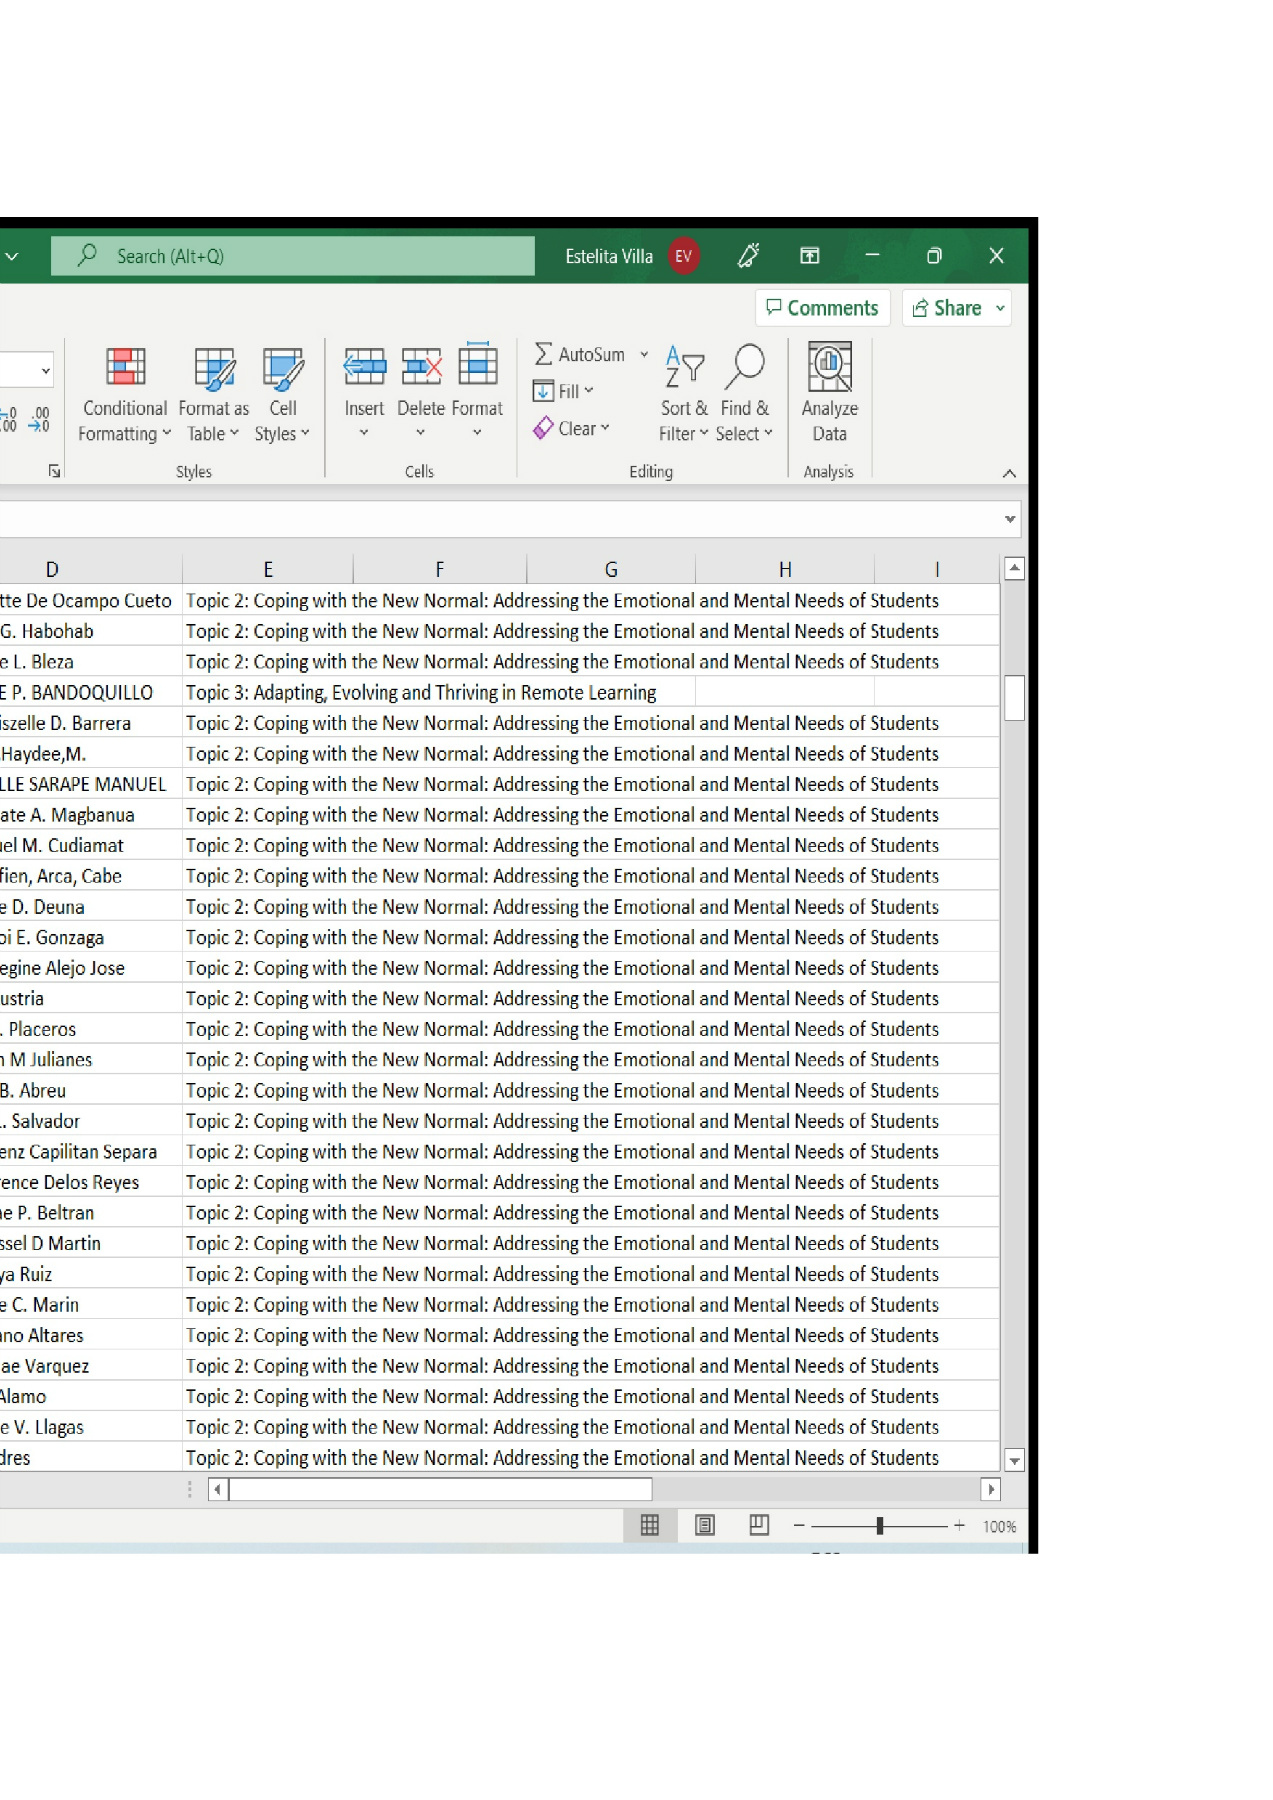 Search (Alt+Q) Estelita Villa EV
Comments Share
AutoSum
Fill
Clear
Conditional Formatting Format as Table Cell Styles Insert Delete Format Sort & Filter Find & Select Analyze Data
.00
Styles Cells Editing Analysis
D E F G H I
tte De Ocampo Cueto Topic 2: Coping with the New Normal: Addressing the Emotional and Mental Needs of Students
G. Habohab Topic 2: Coping with the New Normal: Addressing the Emotional and Mental Needs of Students
e L. Bleza Topic 2: Coping with the New Normal: Addressing the Emotional and Mental Needs of Students
E P. BANDOQUILLO Topic 3: Adapting, Evolving and Thriving in Remote Learning
iszelle D. Barrera Topic 2: Coping with the New Normal: Addressing the Emotional and Mental Needs of Students
,Haydee,M. Topic 2: Coping with the New Normal: Addressing the Emotional and Mental Needs of Students
LLE SARAPE MANUEL Topic 2: Coping with the New Normal: Addressing the Emotional and Mental Needs of Students
ate A. Magbanua Topic 2: Coping with the New Normal: Addressing the Emotional and Mental Needs of Students
uel M. Cudiamat Topic 2: Coping with the New Normal: Addressing the Emotional and Mental Needs of Students
fien, Arca, Cabe Topic 2: Coping with the New Normal: Addressing the Emotional and Mental Needs of Students
e D. Deuna Topic 2: Coping with the New Normal: Addressing the Emotional and Mental Needs of Students
oi E. Gonzaga Topic 2: Coping with the New Normal: Addressing the Emotional and Mental Needs of Students
egine Alejo Jose Topic 2: Coping with the New Normal: Addressing the Emotional and Mental Needs of Students
ustria Topic 2: Coping with the New Normal: Addressing the Emotional and Mental Needs of Students
. Placeros Topic 2: Coping with the New Normal: Addressing the Emotional and Mental Needs of Students
n M Julianes Topic 2: Coping with the New Normal: Addressing the Emotional and Mental Needs of Students
B. Abreu Topic 2: Coping with the New Normal: Addressing the Emotional and Mental Needs of Students
. Salvador Topic 2: Coping with the New Normal: Addressing the Emotional and Mental Needs of Students
enz Capilitan Separa Topic 2: Coping with the New Normal: Addressing the Emotional and Mental Needs of Students
rence Delos Reyes Topic 2: Coping with the New Normal: Addressing the Emotional and Mental Needs of Students
ae P. Beltran Topic 2: Coping with the New Normal: Addressing the Emotional and Mental Needs of Students
ssel D Martin Topic 2: Coping with the New Normal: Addressing the Emotional and Mental Needs of Students
ya Ruiz Topic 2: Coping with the New Normal: Addressing the Emotional and Mental Needs of Students
e C. Marin Topic 2: Coping with the New Normal: Addressing the Emotional and Mental Needs of Students
ano Altares Topic 2: Coping with the New Normal: Addressing the Emotional and Mental Needs of Students
ae Varquez Topic 2: Coping with the New Normal: Addressing the Emotional and Mental Needs of Students
Alamo Topic 2: Coping with the New Normal: Addressing the Emotional and Mental Needs of Students
e V. Llagas Topic 2: Coping with the New Normal: Addressing the Emotional and Mental Needs of Students
dres Topic 2: Coping with the New Normal: Addressing the Emotional and Mental Needs of Students
100%